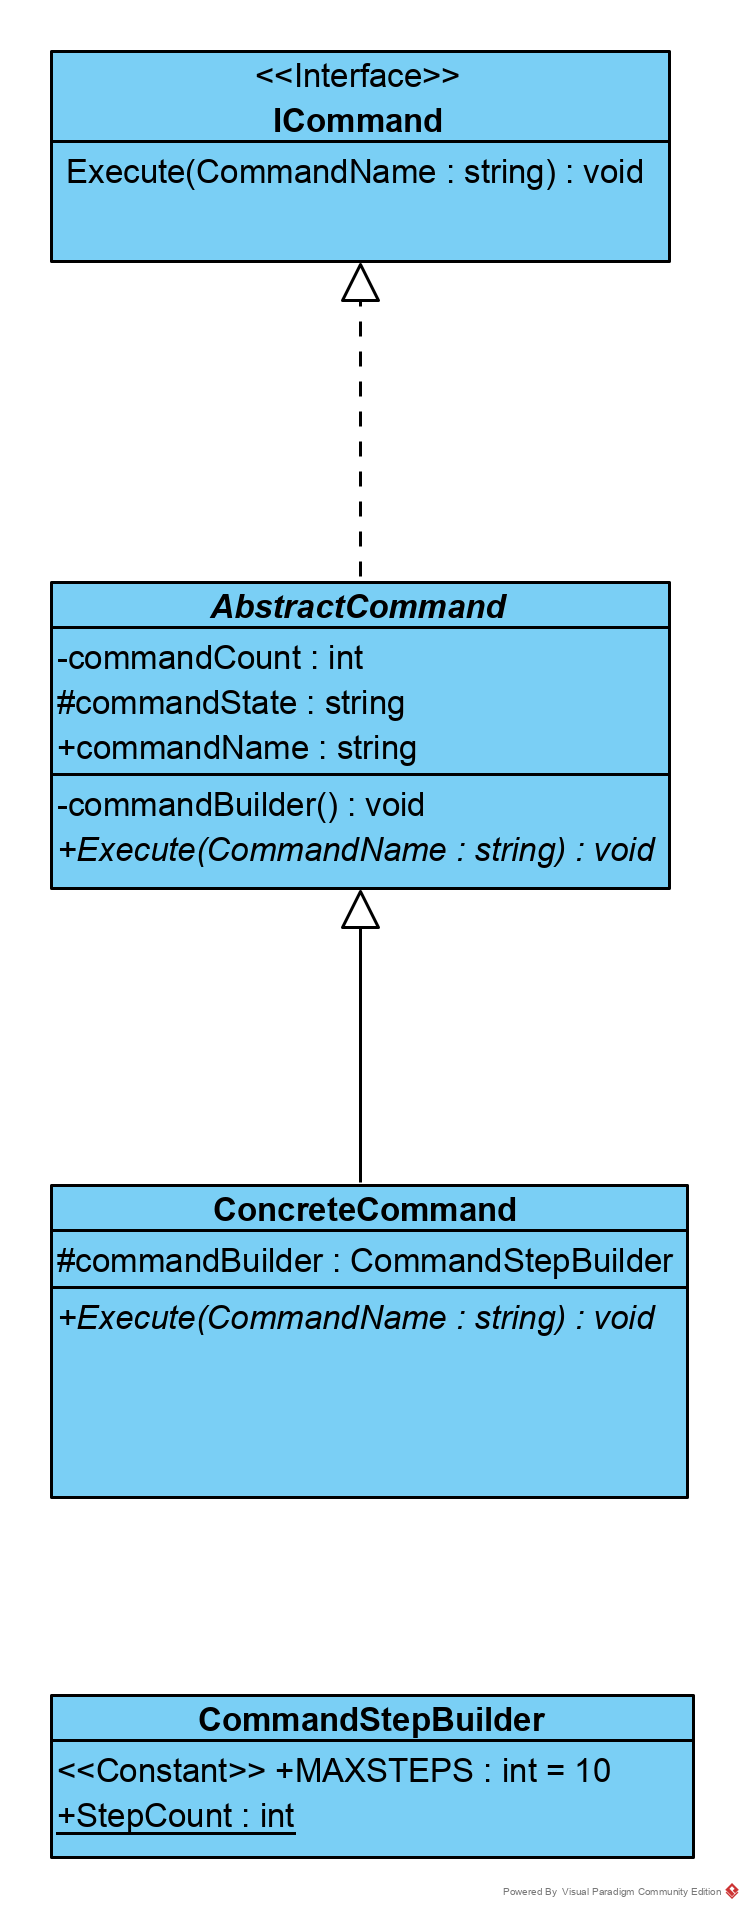 <<Interface>>
ICommand
Execute(CommandName : string) : void
AbstractCommand
-commandCount : int
#commandState : string
+commandName : string
-commandBuilder() : void
+Execute(CommandName : string) : void
ConcreteCommand
#commandBuilder : CommandStepBuilder
+Execute(CommandName : string) : void
CommandStepBuilder
<<Constant>> +MAXSTEPS : int = 10
+StepCount : int
Powered By Visual Paradigm Community Edition